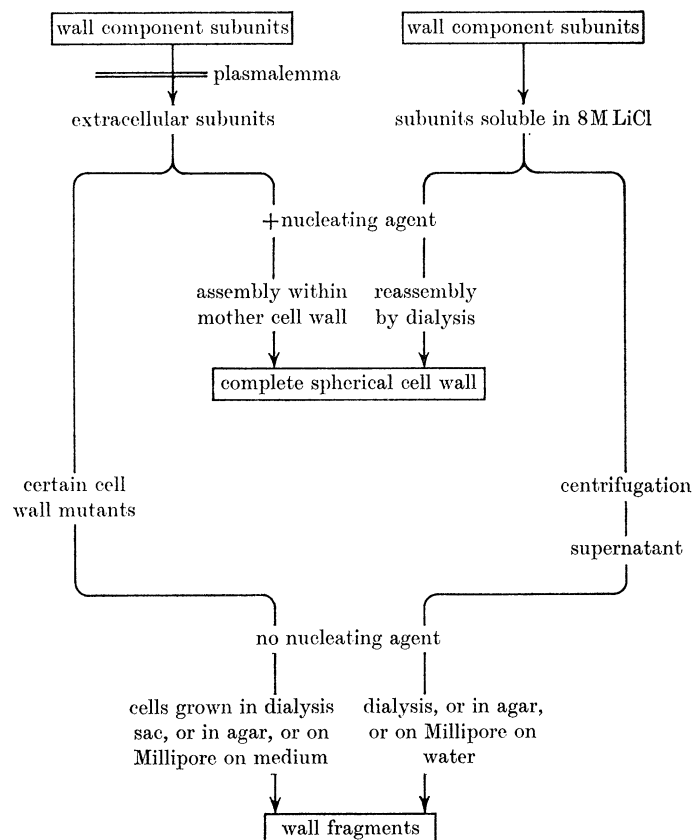 wall component subunits
wall component subunits
plasmalemma
extracellular subunits
subunits soluble in 8M LiCl
+nucleating agent
assembly within
mother cell wall
reassembly
by dialysis
complete spherical cell wall
certain cell
wall mutants
centrifugation
supernatant
no nucleating agent
cells grown in dialysis
sac, or in agar, or on
Millipore on medium
dialysis, or in agar,
or on Millipore on
water
wall fragments